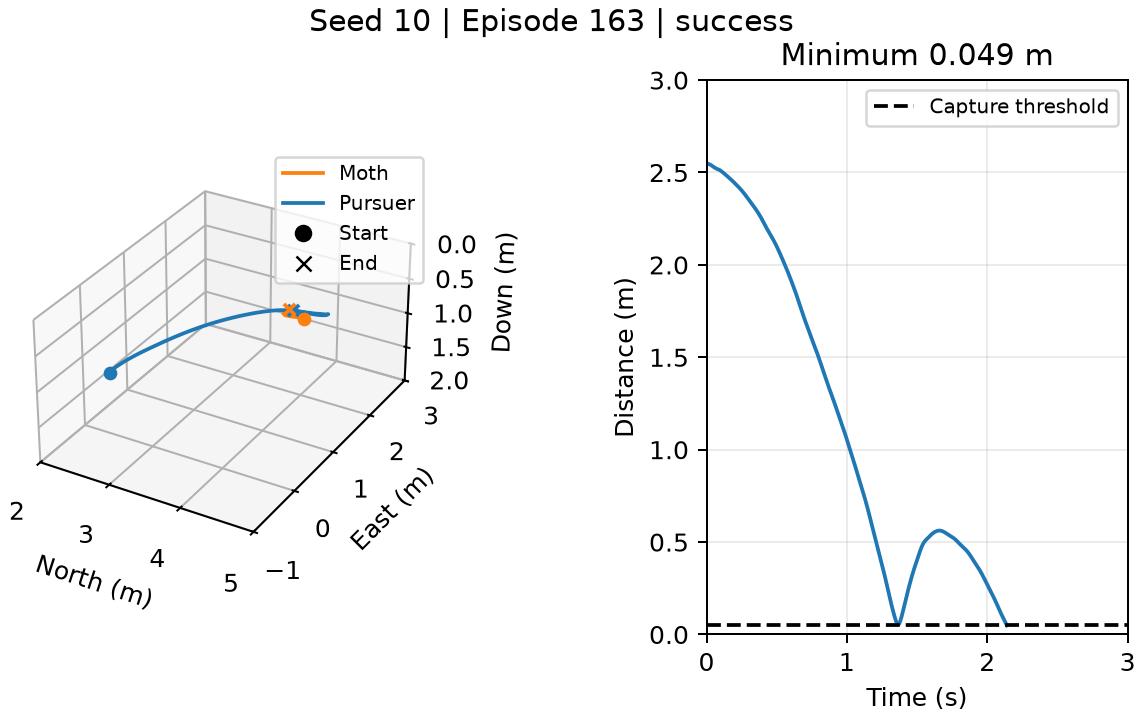 Seed 10 | Episode 163 | success
Moth
Pursuer
Start
End
0.0
0.5
1.0
1.5
2.0
Down (m)
3
2
1
0
−1
East (m)
2
3
4
5
North (m)
Minimum 0.049 m
Capture threshold
3.0
2.5
2.0
1.5
1.0
0.5
0.0
Distance (m)
0
1
2
3
Time (s)